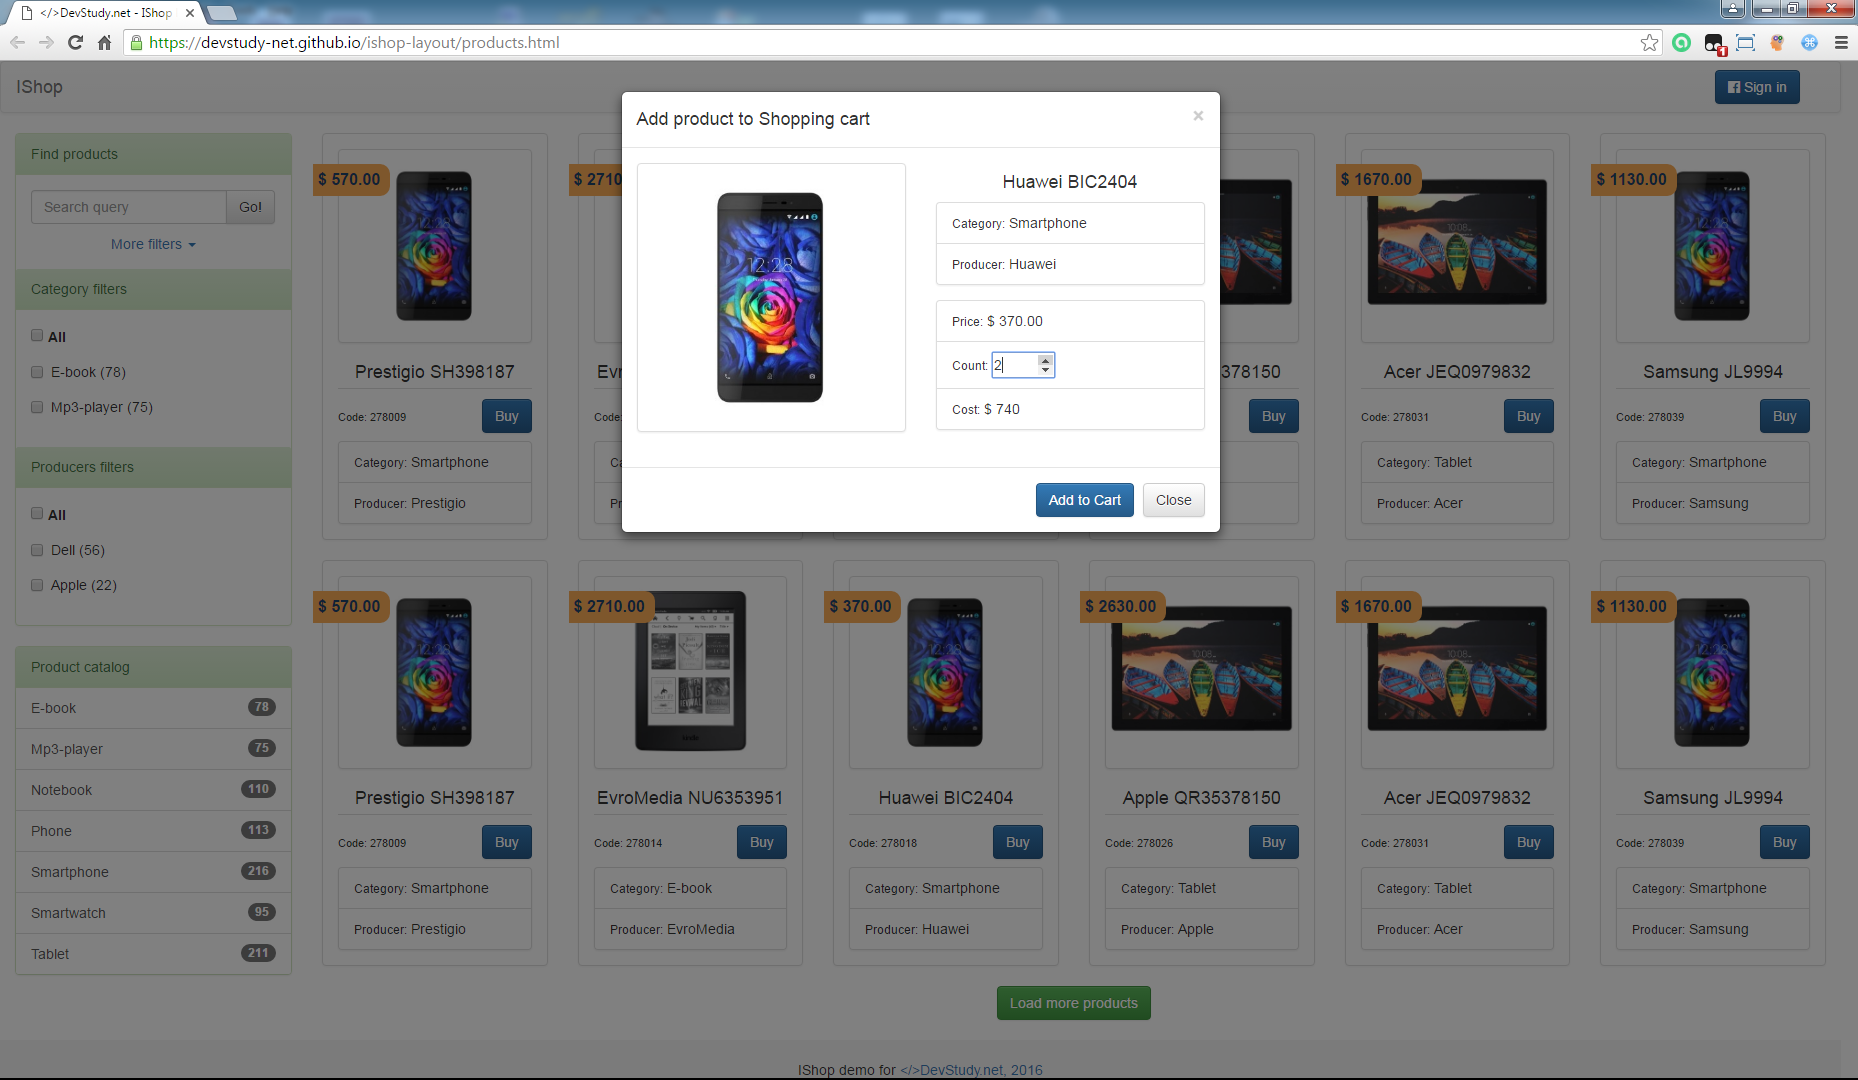 </>DevStudy.net - IShop
https://devstudy-net.github.io/ishop-layout/products.html
1
IShop
Sign in
Add product to Shopping cart
×
Huawei BIC2404
Category: Smartphone
Producer: Huawei
Price: $ 370.00
Count: 2
Cost: $ 740
Add to Cart
Close
12:28
Find products
Search query
Go!
More filters
Category filters
All
E-book (78)
Mp3-player (75)
Producers filters
All
Dell (56)
Apple (22)
Product catalog
E-book 78
Mp3-player 75
Notebook 110
Phone 113
Smartphone 216
Smartwatch 95
Tablet 211
$ 570.00
Prestigio SH398187
Code: 278009
Buy
Category: Smartphone
Producer: Prestigio
$ 2710
Evr
Code:
Ca
Pr
378150
Buy
$ 1670.00
10:08
Acer JEQ0979832
Code: 278031
Buy
Category: Tablet
Producer: Acer
$ 1130.00
Samsung JL9994
Code: 278039
Buy
Category: Smartphone
Producer: Samsung
$ 570.00
Prestigio SH398187
Code: 278009
Buy
Category: Smartphone
Producer: Prestigio
$ 2710.00
kindle
EvroMedia NU6353951
Code: 278014
Buy
Category: E-book
Producer: EvroMedia
$ 370.00
Huawei BIC2404
Code: 278018
Buy
Category: Smartphone
Producer: Huawei
$ 2630.00
10:08
Apple QR35378150
Code: 278026
Buy
Category: Tablet
Producer: Apple
$ 1670.00
10:08
Acer JEQ0979832
Code: 278031
Buy
Category: Tablet
Producer: Acer
$ 1130.00
Samsung JL9994
Code: 278039
Buy
Category: Smartphone
Producer: Samsung
Load more products
IShop demo for </>DevStudy.net, 2016